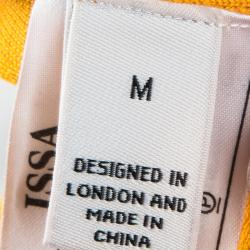 M
DESIGNED IN
LONDON AND
MADE IN
CHINA
ISSA